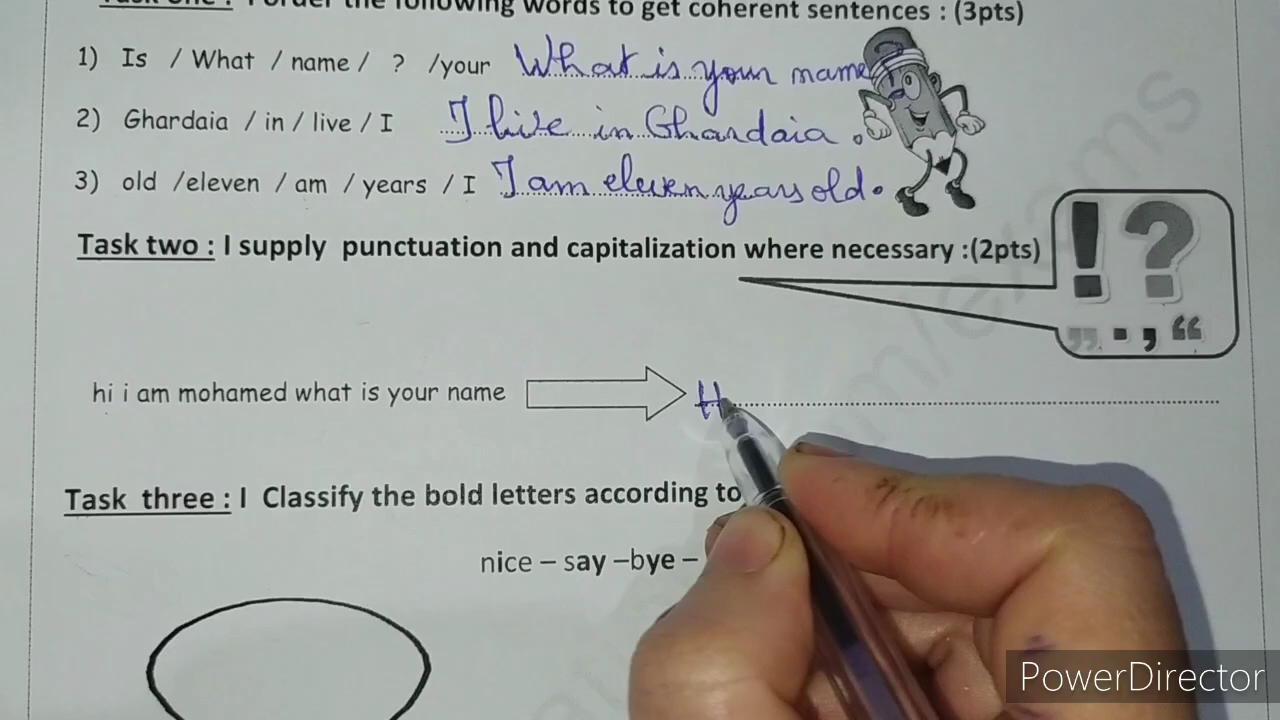 Task one : I order the following words to get coherent sentences : (3pts)
1) Is / What / name / ? /your What is your name
2) Ghardaia / in / live / I I live in Ghardaia.
3) old /eleven / am / years / I I am eleven years old.
Task two : I supply punctuation and capitalization where necessary :(2pts)
! ?
„ . , “
hi i am mohamed what is your name H
Task three : I Classify the bold letters according to
nice – say –bye –
PowerDirector